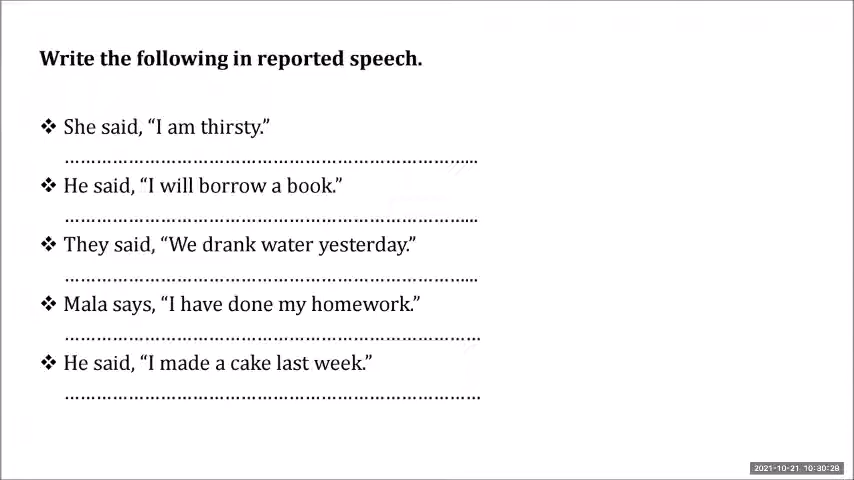 Write the following in reported speech.
❖ She said, “I am thirsty.”
……………………………………………………………………...
❖ He said, “I will borrow a book.”
……………………………………………………………………...
❖ They said, “We drank water yesterday.”
……………………………………………………………………...
❖ Mala says, “I have done my homework.”
………………………………………………………………………
❖ He said, “I made a cake last week.”
………………………………………………………………………
2021-10-21 10:30:28